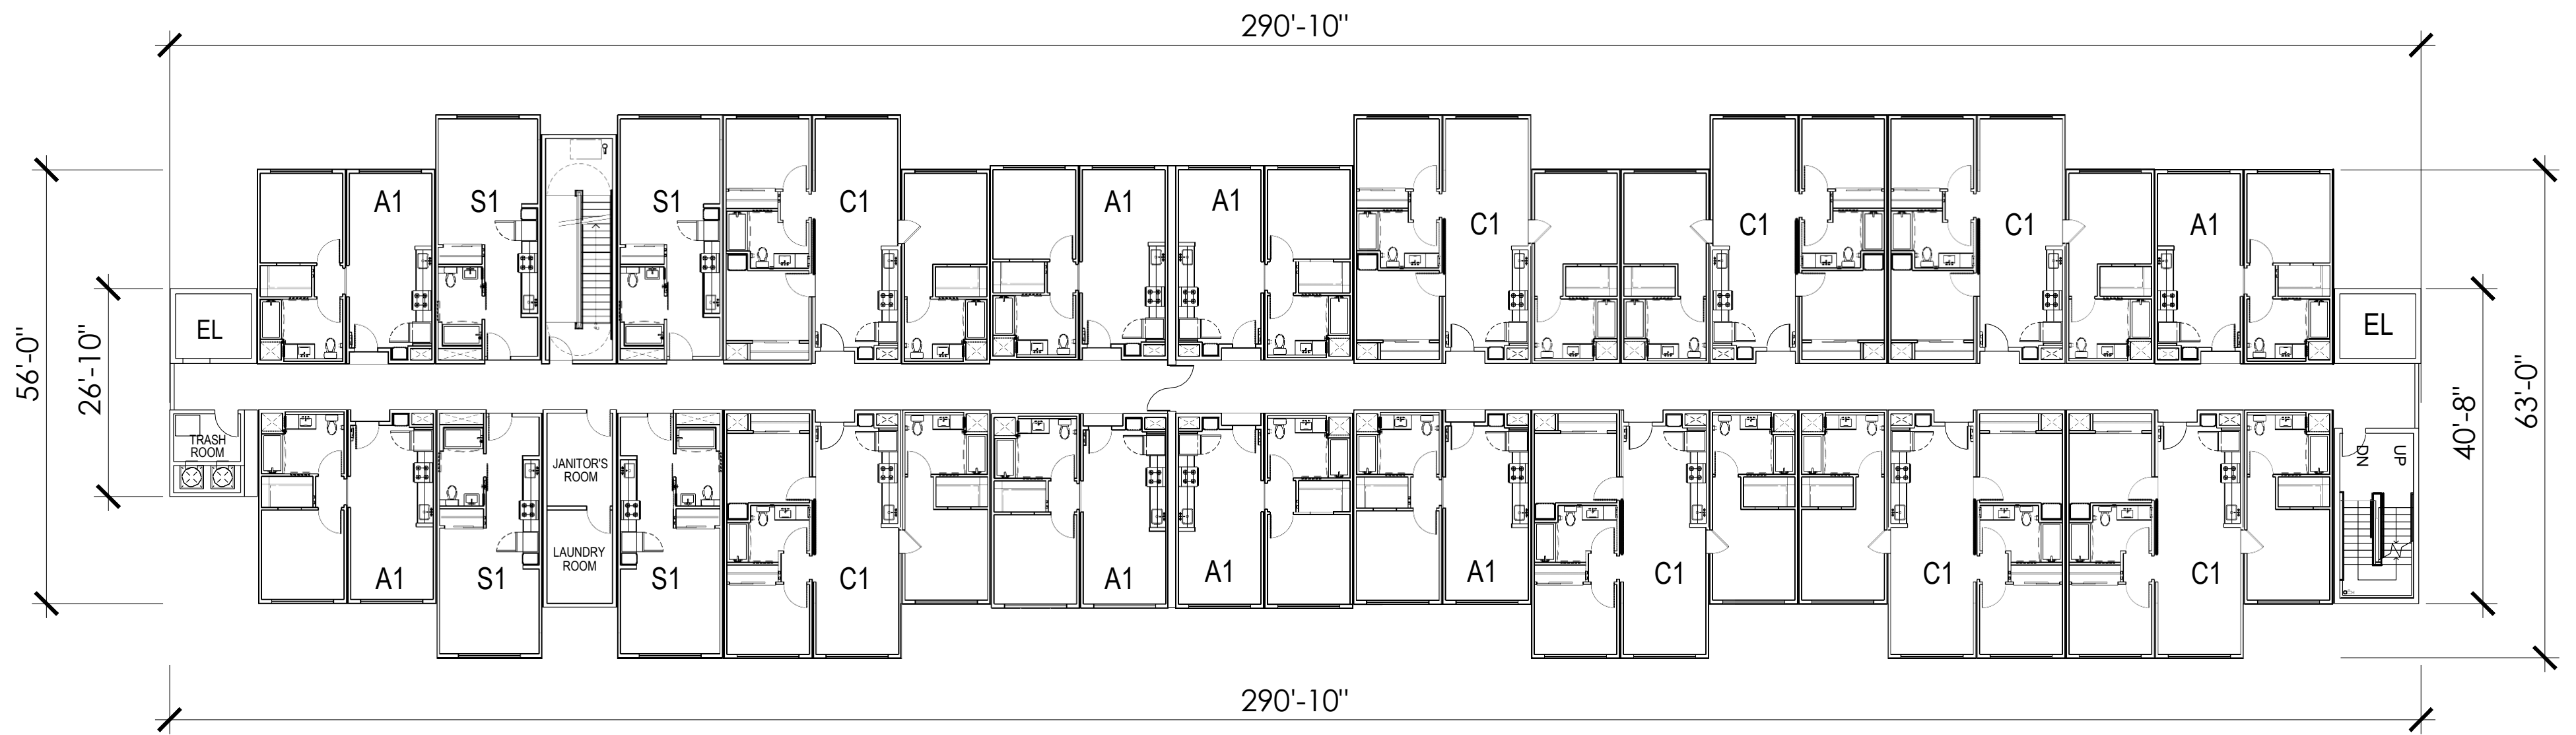 290'-10"
A1
S1
S1
C1
A1
A1
C1
C1
C1
A1
EL
EL
56'-0"
26'-10"
40'-8"
63'-0"
TRASH
ROOM
JANITOR'S
ROOM
LAUNDRY
ROOM
DN
UP
A1
S1
S1
C1
A1
A1
A1
C1
C1
C1
290'-10"